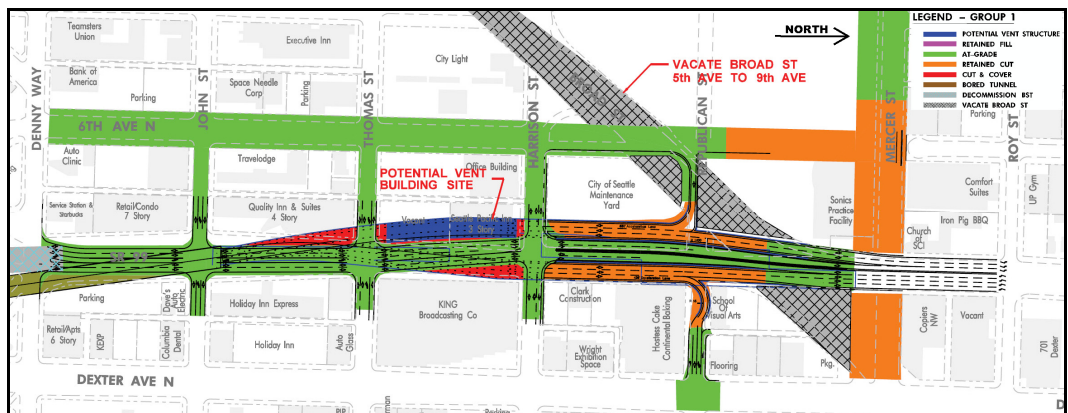 LEGEND – GROUP 1
POTENTIAL VENT STRUCTURE
RETAINED FILL
AT-GRADE
RETAINED CUT
CUT & COVER
BORED TUNNEL
DECOMMISSION BST
VACATE BROAD ST
NORTH
VACATE BROAD ST
5th AVE TO 9th AVE
Teamsters
Union
Executive Inn
City Light
Bank of
America
Parking
Space Needle
Corp
Parking
DENNY WAY
JOHN ST
THOMAS ST
HARRISON ST
MERCER ST
ROY ST
Parking
6TH AVE N
Auto
Clinic
Travelodge
Office Building
POTENTIAL VENT
BUILDING SITE
City of Seattle
Maintenance
Yard
Comfort
Suites
UP Gym
Service Station &
Starbucks
Retail/Condo
7 Story
Quality Inn & Suites
4 Story
3 Story
Sonics
Practice
Facility
Iron Pig BBQ
Church
of
SCI
Parking
Dave's
Auto
Electric
Holiday Inn Express
KING
Broadcasting Co
Clark
Construction
Hostess Cake
Continental Baking
School
Of
Visual Arts
Copiers
NW
Vacant
Retail/Apts
6 Story
KEXP
Columbia
Dental
Holiday Inn
Auto
Glass
Wright
Exhibition
Space
Flooring
Pkg.
701
Dexter
DEXTER AVE N
D
Parking